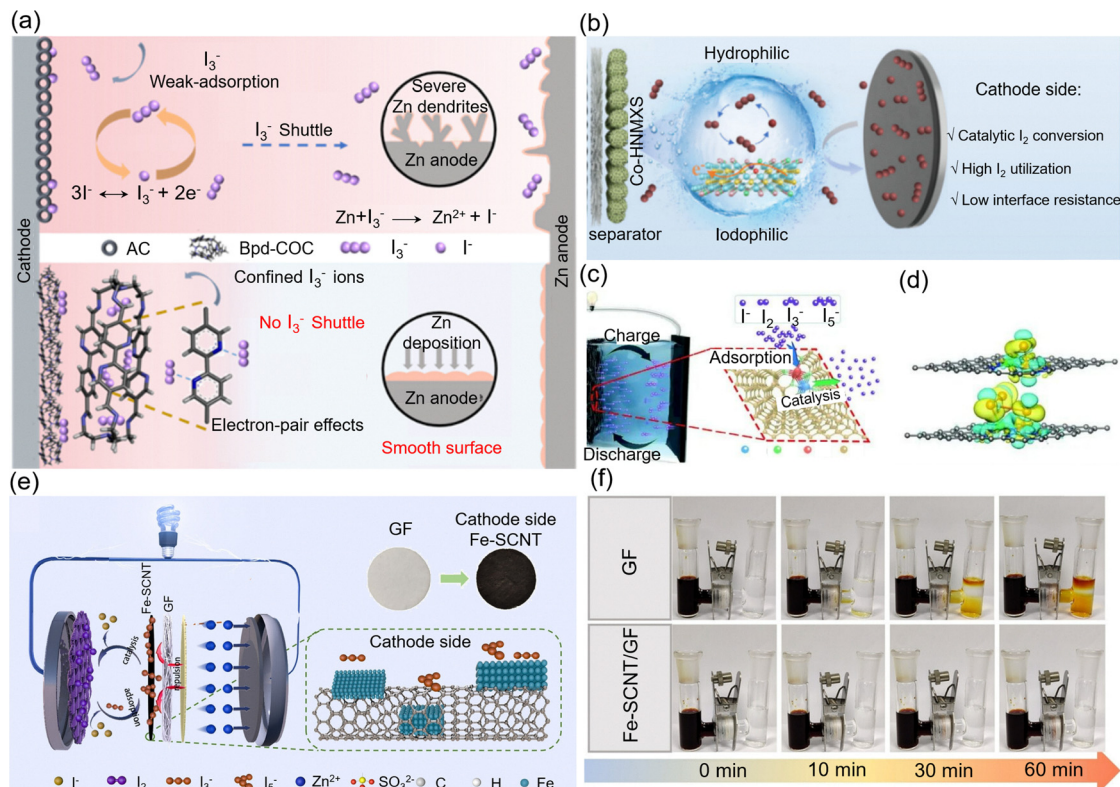 (a)
I₃⁻
Weak-adsorption
I₃⁻ Shuttle
3I⁻ ⟷ I₃⁻ + 2e⁻
Severe
Zn dendrites
Zn anode
Zn+I₃⁻ ⟶ Zn²⁺ + I⁻
Cathode
Zn anode
AC
Bpd-COC
I₃⁻
I⁻
Confined I₃⁻ ions
No I₃⁻ Shuttle
Electron-pair effects
Zn
deposition
Zn anode
Smooth surface
(b)
Co-HNMXS
separator
Hydrophilic
e⁻
Iodophilic
Cathode side:
√ Catalytic I₂ conversion
√ High I₂ utilization
√ Low interface resistance
(c)
Charge
Discharge
I⁻ I₂ I₃⁻ I₅⁻
Adsorption
Catalysis
(d)
(e)
Fe-SCNT
GF
catalysis
adsorption
repulsion
GF
Cathode side
Fe-SCNT
Cathode side
I⁻ I₂ I₃⁻ I₅⁻ Zn²⁺ SO₃²⁻ C H Fe
(f)
GF
Fe-SCNT/GF
0 min 10 min 30 min 60 min